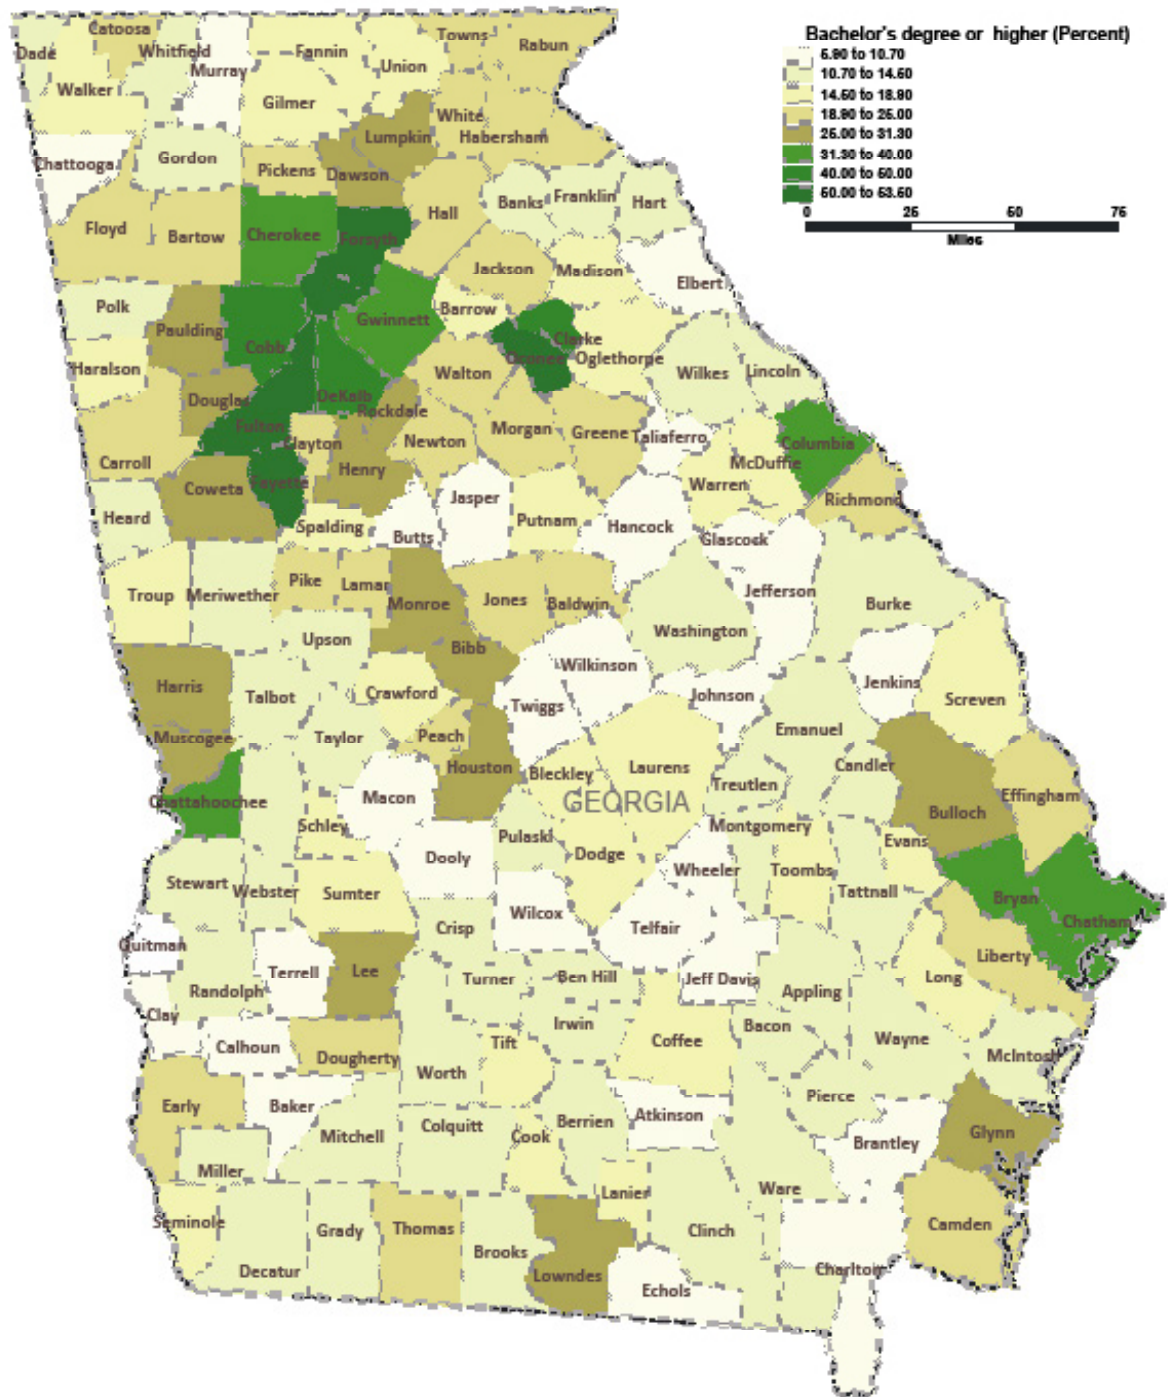 Bachelor's degree or higher (Percent)
5.90 to 10.70
10.70 to 14.50
14.50 to 18.90
18.90 to 25.00
25.00 to 31.30
31.30 to 40.00
40.00 to 50.00
50.00 to 53.50
0 25 50 75
Miles
Catoosa
Towns
Dade
Whitfield
Fannin
Rabun
Murray
Union
Walker
Gilmer
White
Lumpkin
Habersham
Chattooga
Gordon
Pickens
Dawson
Banks
Franklin
Hart
Floyd
Bartow
Cherokee
Forsyth
Hall
Jackson
Madison
Elbert
Polk
Paulding
Cobb
Gwinnett
Barrow
Clarke
Oconee
Oglethorpe
Haralson
Walton
Wilkes
Lincoln
Douglas
DeKalb
Rockdale
Fulton
Clayton
Newton
Morgan
Greene
Taliaferro
Columbia
Carroll
Henry
McDuffie
Coweta
Fayette
Jasper
Warren
Richmond
Heard
Spalding
Butts
Putnam
Hancock
Glascock
Troup
Meriwether
Pike
Lamar
Monroe
Jones
Baldwin
Jefferson
Burke
Upson
Bibb
Washington
Wilkinson
Harris
Talbot
Crawford
Twiggs
Johnson
Jenkins
Screven
Muscogee
Taylor
Peach
Emanuel
Houston
Bleckley
Laurens
Candler
Chattahoochee
Macon
GEORGIA
Treutlen
Bulloch
Effingham
Schley
Pulaski
Montgomery
Evans
Dooly
Dodge
Wheeler
Toombs
Stewart
Webster
Sumter
Tattnall
Bryan
Crisp
Wilcox
Telfair
Chatham
Quitman
Terrell
Lee
Liberty
Randolph
Turner
Ben Hill
Jeff Davis
Appling
Long
Clay
Irwin
Bacon
Calhoun
Dougherty
Tift
Coffee
Wayne
McIntosh
Worth
Early
Baker
Pierce
Mitchell
Colquitt
Cook
Berrien
Atkinson
Brantley
Glynn
Miller
Lanier
Ware
Seminole
Grady
Thomas
Clinch
Camden
Brooks
Decatur
Lowndes
Echols
Charlton